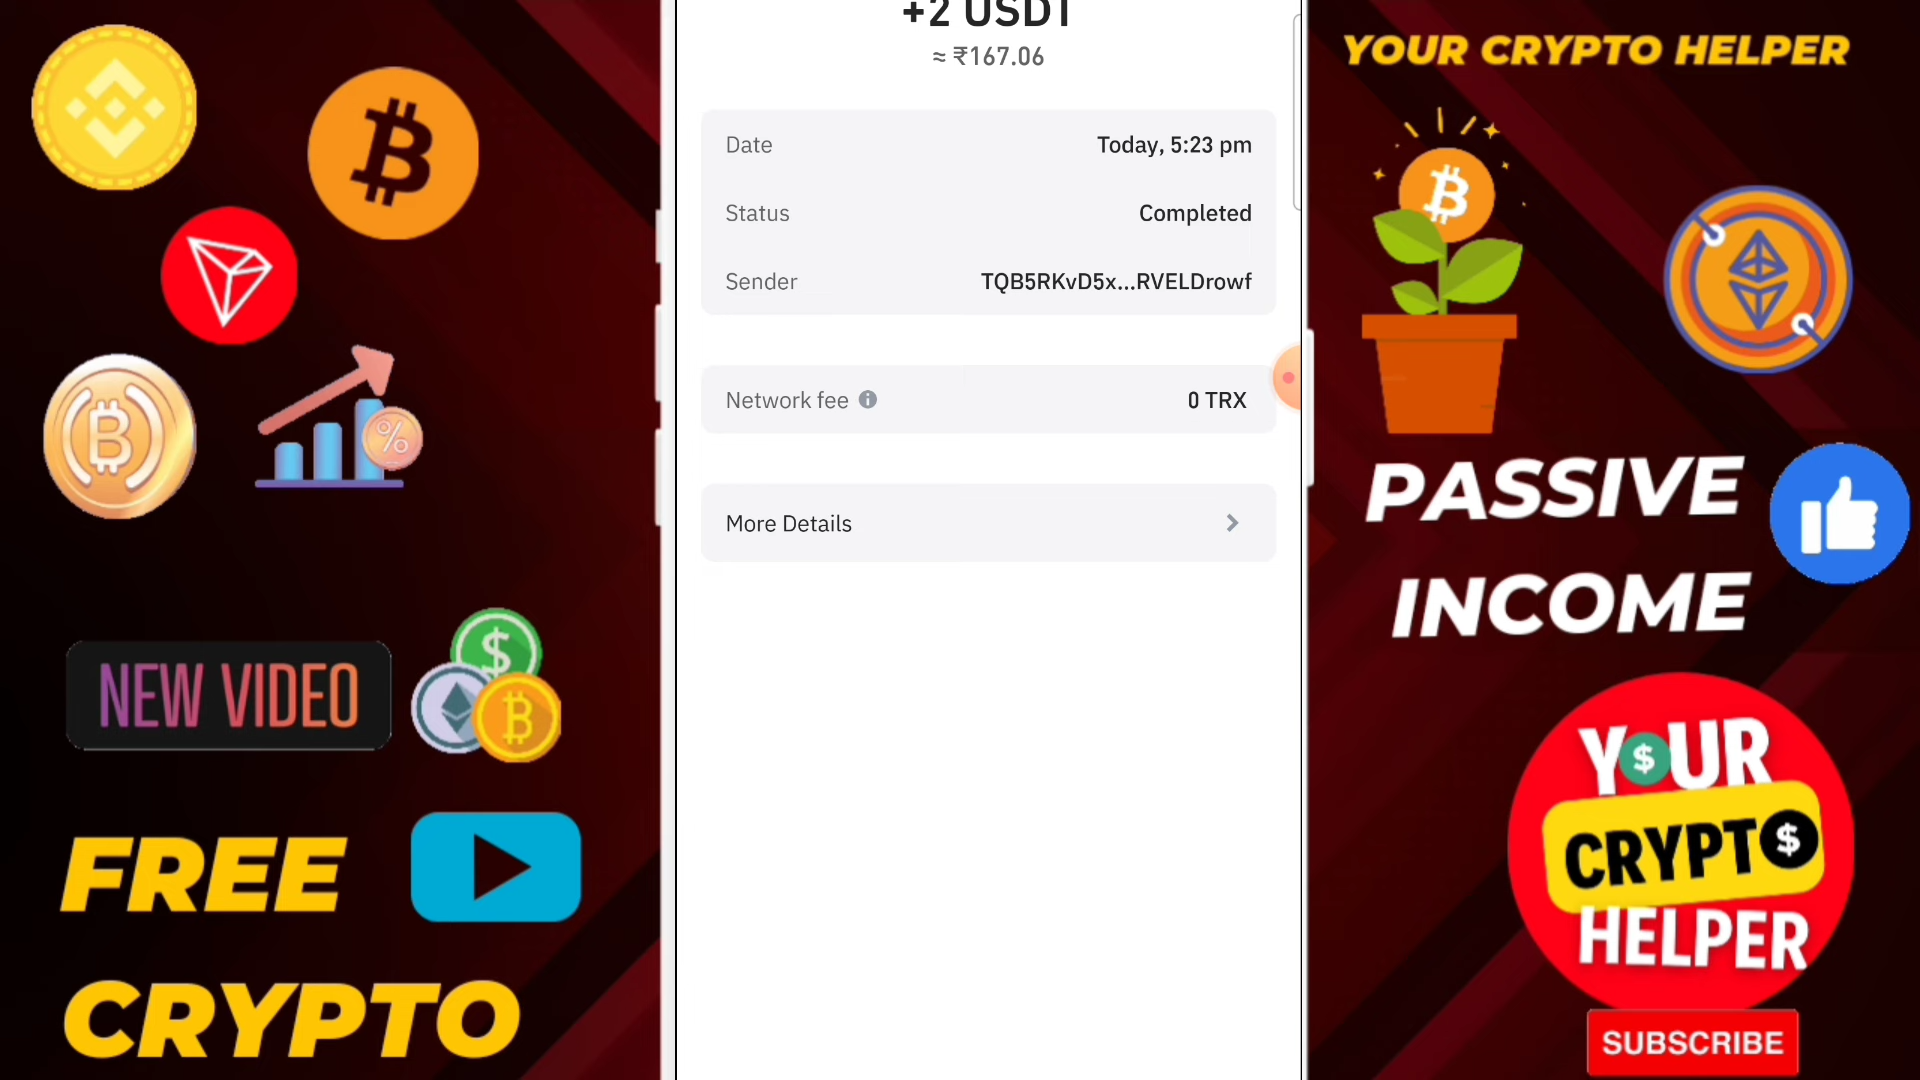 +2 USDT
≈ ₹167.06
Date
Today, 5:23 pm
Status
Completed
Sender
TQB5RKvD5x...RVELDrowf
Network fee
0 TRX
More Details
NEW VIDEO
FREE
CRYPTO
YOUR CRYPTO HELPER
PASSIVE
INCOME
YOUR
CRYPTO
HELPER
SUBSCRIBE